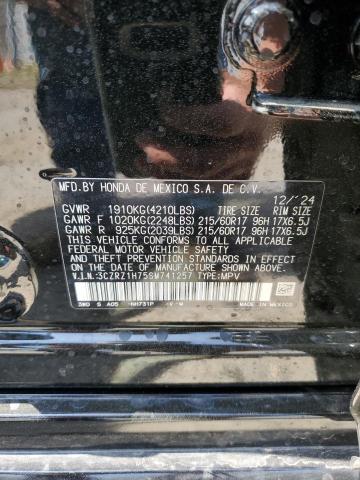 MFD.BY HONDA DE MEXICO S.A. DE C.V. 12/'24
GVWR 1910KG(4210LBS) TIRE SIZE RIM SIZE
GAWR F 1020KG(2248LBS) 215/60R17 96H 17X6.5J
GAWR R 925KG(2039LBS) 215/60R17 96H 17X6.5J
THIS VEHICLE CONFORMS TO ALL APPLICABLE
FEDERAL MOTOR VEHICLE SAFETY, BUMPER,
AND THEFT PREVENTION STANDARDS IN EFFECT
ON THE DATE OF MANUFACTURE SHOWN ABOVE.
V.I.N.:3CZRZ1H75SM741257 TYPE:MPV
S A05 -NH731P -V-M MADE IN MEXICO